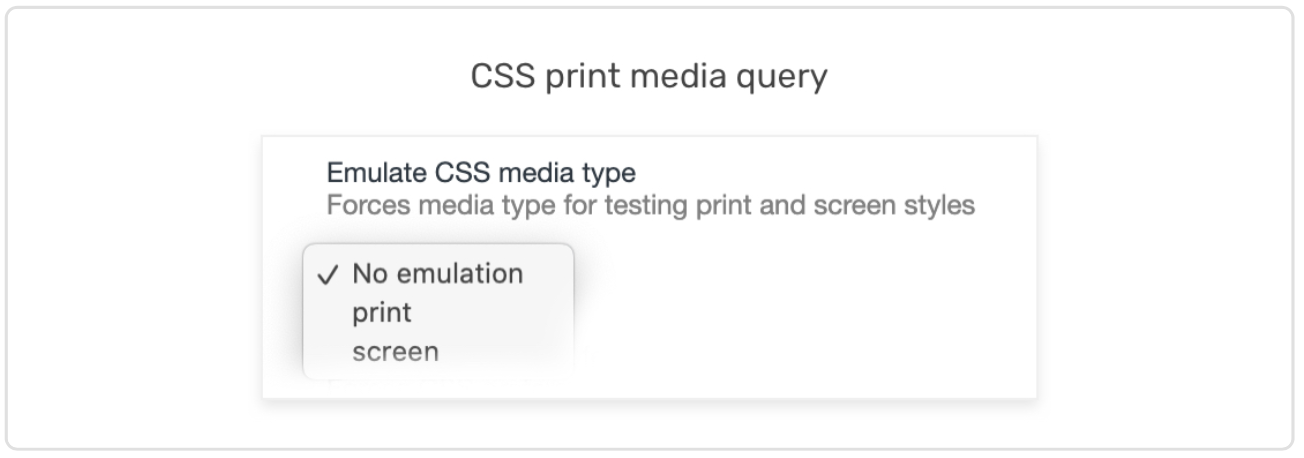 CSS print media query
Emulate CSS media type
Forces media type for testing print and screen styles
✓ No emulation
print
screen